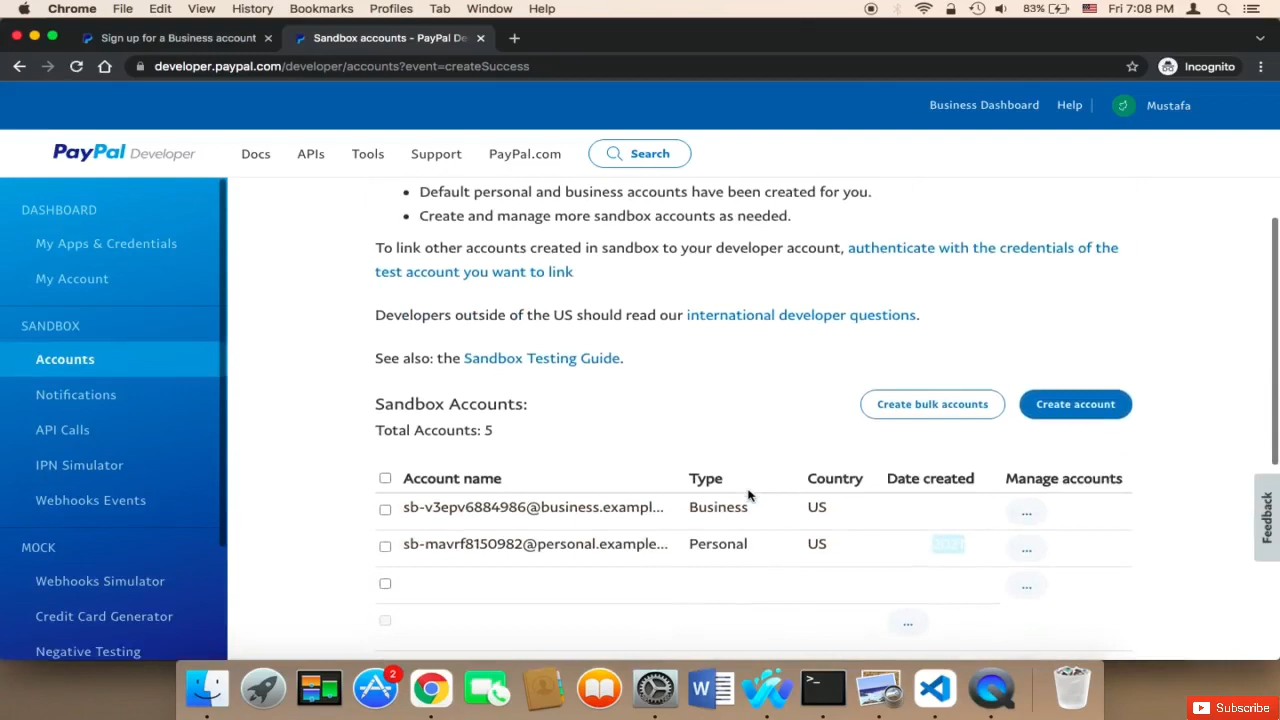 Chrome File Edit View History Bookmarks Profiles Tab Window Help 83% Fri 7:08 PM
Sign up for a Business account Sandbox accounts - PayPal De
developer.paypal.com/developer/accounts?event=createSuccess Incognito
Business Dashboard Help Mustafa
PayPal Developer Docs APIs Tools Support PayPal.com Search
DASHBOARD
My Apps & Credentials
My Account
SANDBOX
Accounts
Notifications
API Calls
IPN Simulator
Webhooks Events
MOCK
Webhooks Simulator
Credit Card Generator
Negative Testing
Default personal and business accounts have been created for you.
Create and manage more sandbox accounts as needed.
To link other accounts created in sandbox to your developer account, authenticate with the credentials of the
test account you want to link
Developers outside of the US should read our international developer questions.
See also: the Sandbox Testing Guide.
Sandbox Accounts: Create bulk accounts Create account
Total Accounts: 5
Account name Type Country Date created Manage accounts
sb-v3epv6884986@business.exampl... Business US ...
sb-mavrf8150982@personal.example... Personal US ...
...
...
Feedback
2
W
>_
Subscribe